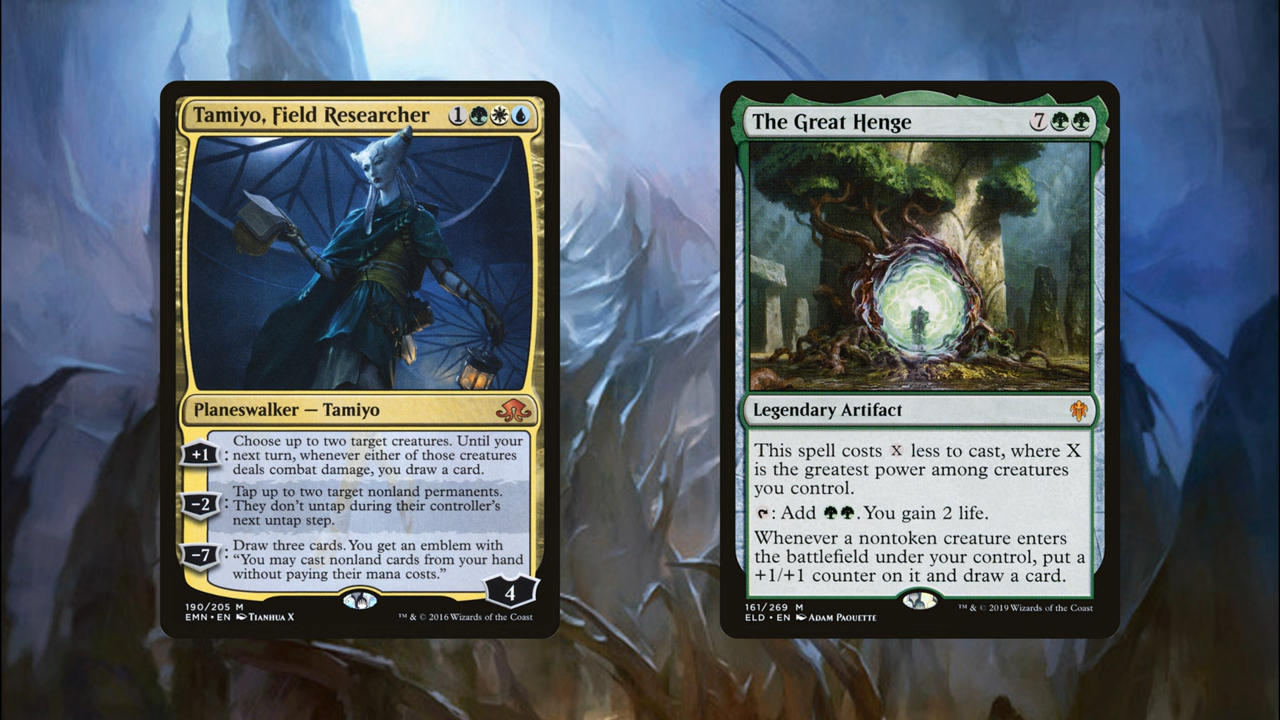 Tamiyo, Field Researcher 1
Planeswalker — Tamiyo
+1 : Choose up to two target creatures. Until your
next turn, whenever either of those creatures
deals combat damage, you draw a card.
−2 : Tap up to two target nonland permanents.
They don't untap during their controller's
next untap step.
−7 : Draw three cards. You get an emblem with
"You may cast nonland cards from your hand
without paying their mana costs."
4
190/205 M
EMN • EN TIANHUA X
™ & © 2016 Wizards of the Coast
The Great Henge 7
Legendary Artifact
This spell costs X less to cast, where X
is the greatest power among creatures
you control.
: Add . You gain 2 life.
Whenever a nontoken creature enters
the battlefield under your control, put a
+1/+1 counter on it and draw a card.
161/269 M
ELD • EN ADAM PAQUETTE
™ & © 2019 Wizards of the Coast